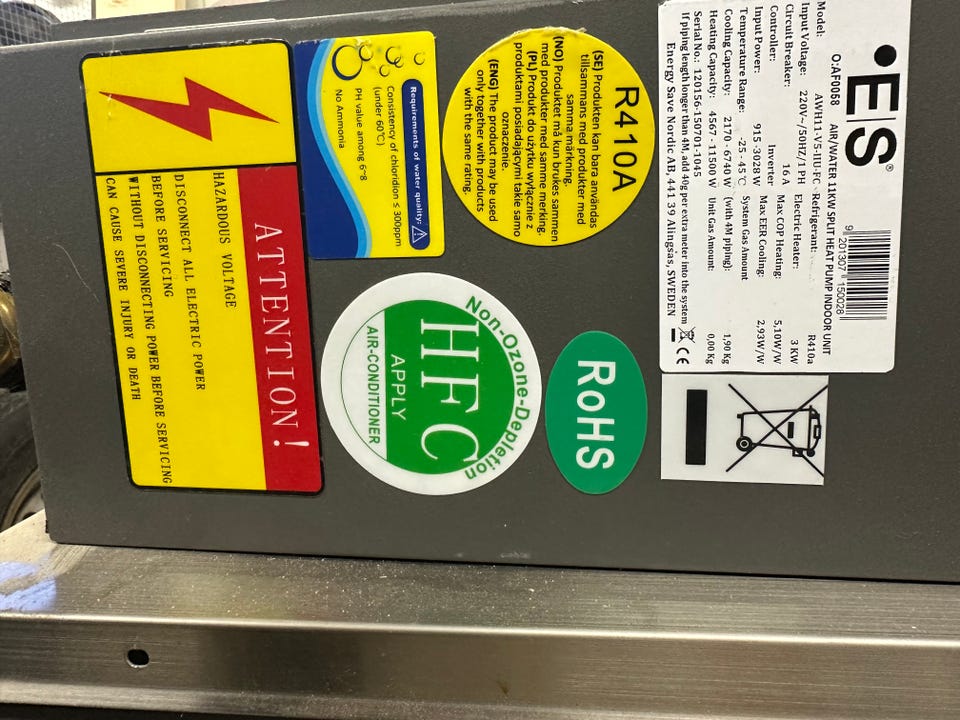 •E|S®
9 201307 150028
O:AF0068 AIR/WATER 11KW SPLIT HEAT PUMP INDOOR UNIT
Model: AWH11-V5-IIU-FC Refrigerant: R410a
Input Voltage: 220V~/50HZ/1 PH Electric Heater: 3 KW
Circuit Breaker: 16 A Max COP Heating: 5,10W/W
Controller: Inverter Max EER Cooling: 2,93W/W
Input Power: 915-3028 W System Gas Amount
Temperature Range: -25 - 45℃ (with 4M piping): 1,90 Kg
Cooling Capacity: 2170 - 6740 W Unit Gas Amount: 0,00 Kg
Heating Capacity: 4567 - 11500 W
Serial No.: 120156-150701-1045
If piping length longer than 4M, add 40g per extra meter into the system
Energy Save Nordic AB, 441 39 Alingsås, SWEDEN CE
R410A
(SE) Produkten kan bara användas
tillsammans med produkter med
samma märkning.
(NO) Produktet må kun brukes sammen
med produkter med samme merking.
(PL) Produkt do użytku wyłącznie z
produktami posiadającymi takie samo
oznaczenie.
(ENG) The product may be used
only together with products
with the same rating.
RoHS
Requirements of water quality:
Consistency of chloridion ≤ 300ppm
(under 60℃)
PH value among 6~8
No Ammonia
Non-Ozone-Depletion
HFC
APPLY
AIR-CONDITIONER
ATTENTION!
HAZARDOUS VOLTAGE
DISCONNECT ALL ELECTRIC POWER
BEFORE SERVICING
WITHOUT DISCONNECTING POWER BEFORE SERVICING
CAN CAUSE SEVERE INJURY OR DEATH